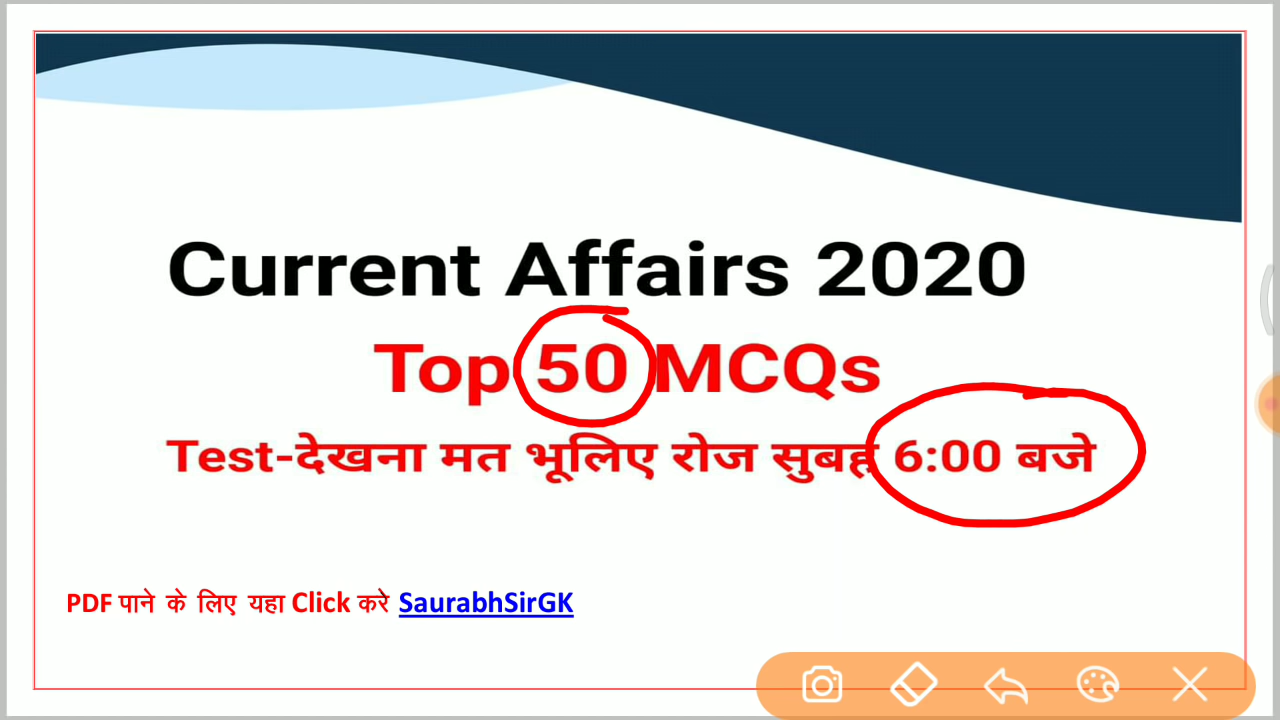 Current Affairs 2020
Top 50 MCQs
Test-देखना मत भूलिए रोज सुबह 6:00 बजे
PDF पाने के लिए यहा Click करे SaurabhSirGK